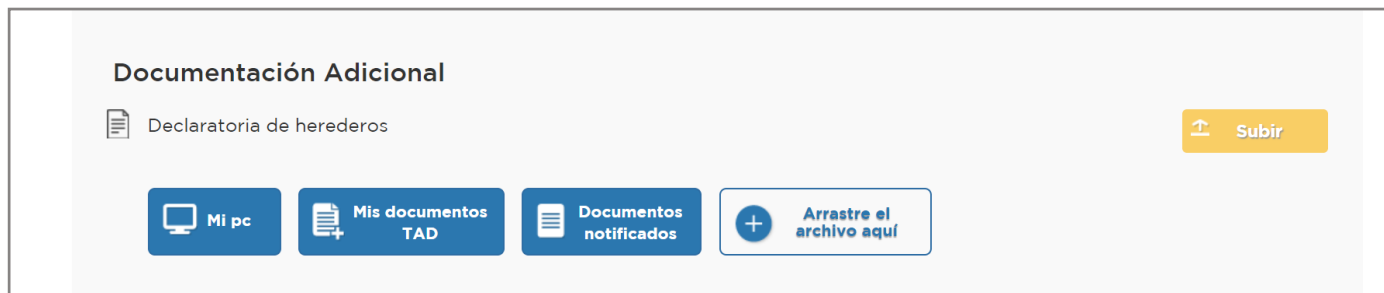 Documentación Adicional
Declaratoria de herederos
Subir
Mi pc
Mis documentos
TAD
Documentos
notificados
Arrastre el
archivo aquí